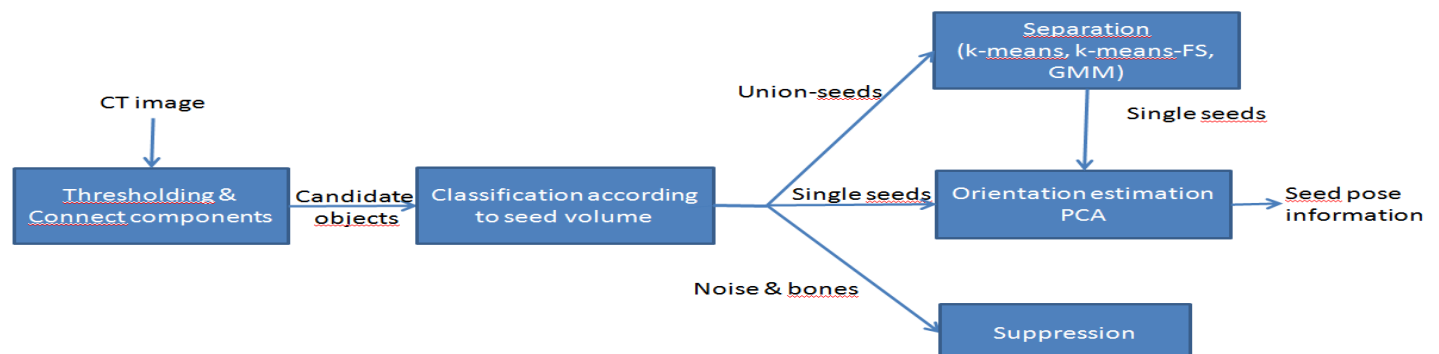 CT image
Thresholding &
Connect components
Candidate
objects
Classification according
to seed volume
Union-seeds
Single seeds
Noise & bones
Separation
(k-means, k-means-FS,
GMM)
Single seeds
Orientation estimation
PCA
Seed pose
information
Suppression